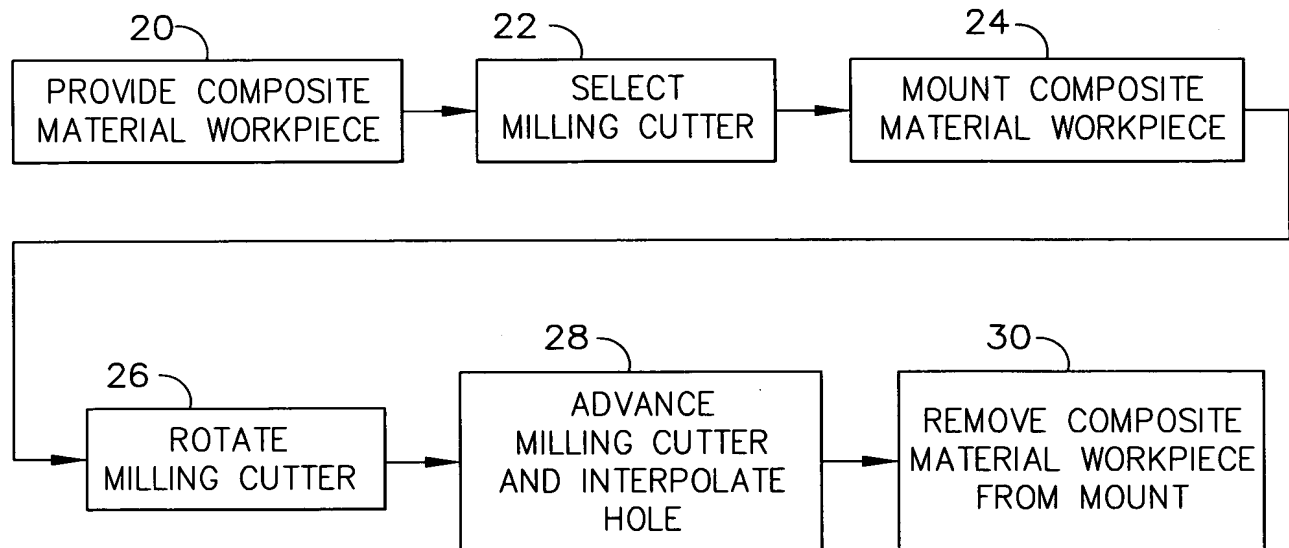 20
PROVIDE COMPOSITE
MATERIAL WORKPIECE
22
SELECT
MILLING CUTTER
24
MOUNT COMPOSITE
MATERIAL WORKPIECE
26
ROTATE
MILLING CUTTER
28
ADVANCE
MILLING CUTTER
AND INTERPOLATE
HOLE
30
REMOVE COMPOSITE
MATERIAL WORKPIECE
FROM MOUNT